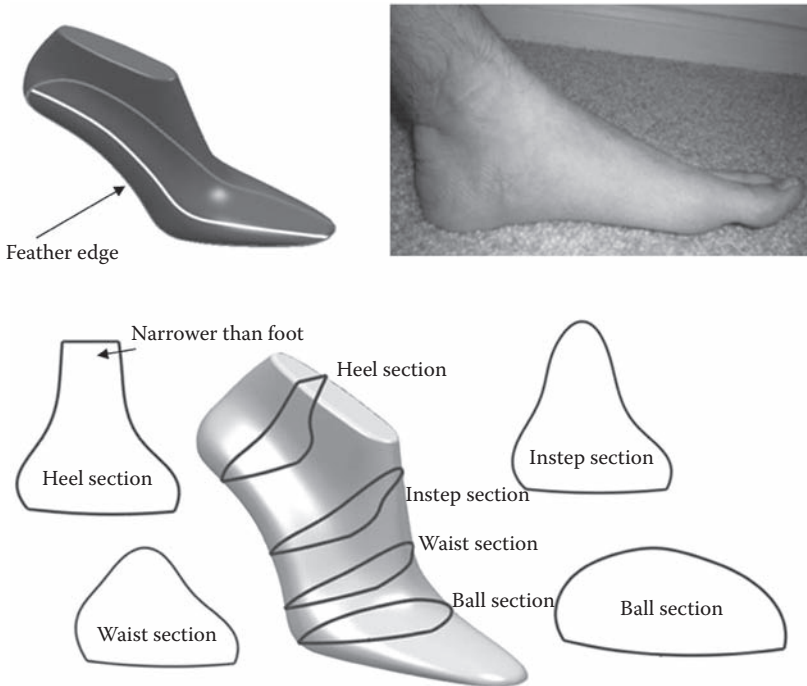 Feather edge
Narrower than foot
Heel section
Heel section
Instep section
Instep section
Waist section
Ball section
Waist section
Ball section